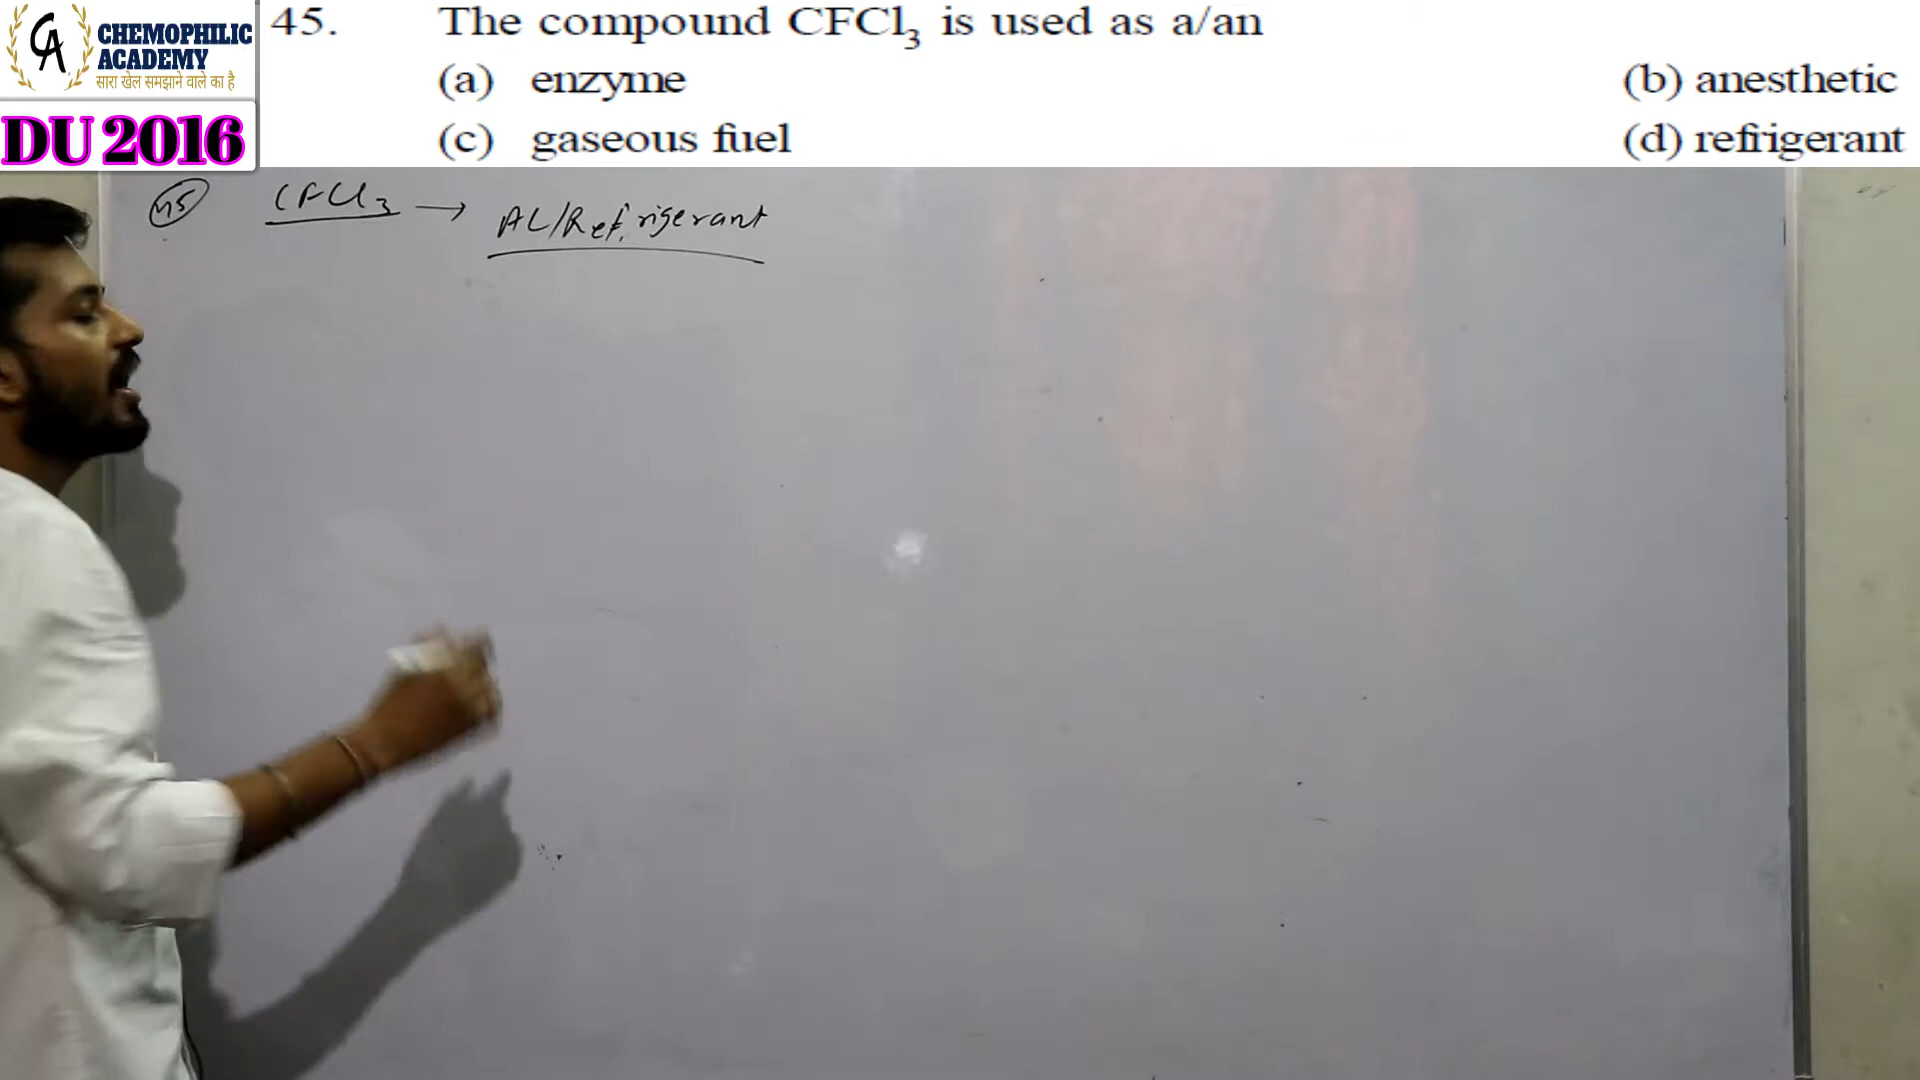 CHEMOPHILIC
ACADEMY
सारा खेल समझाने वाले का है
DU 2016
45. The compound CFCl₃ is used as a/an
(a) enzyme (b) anesthetic
(c) gaseous fuel (d) refrigerant
45 CFCl₃ → AC/Refrigerant